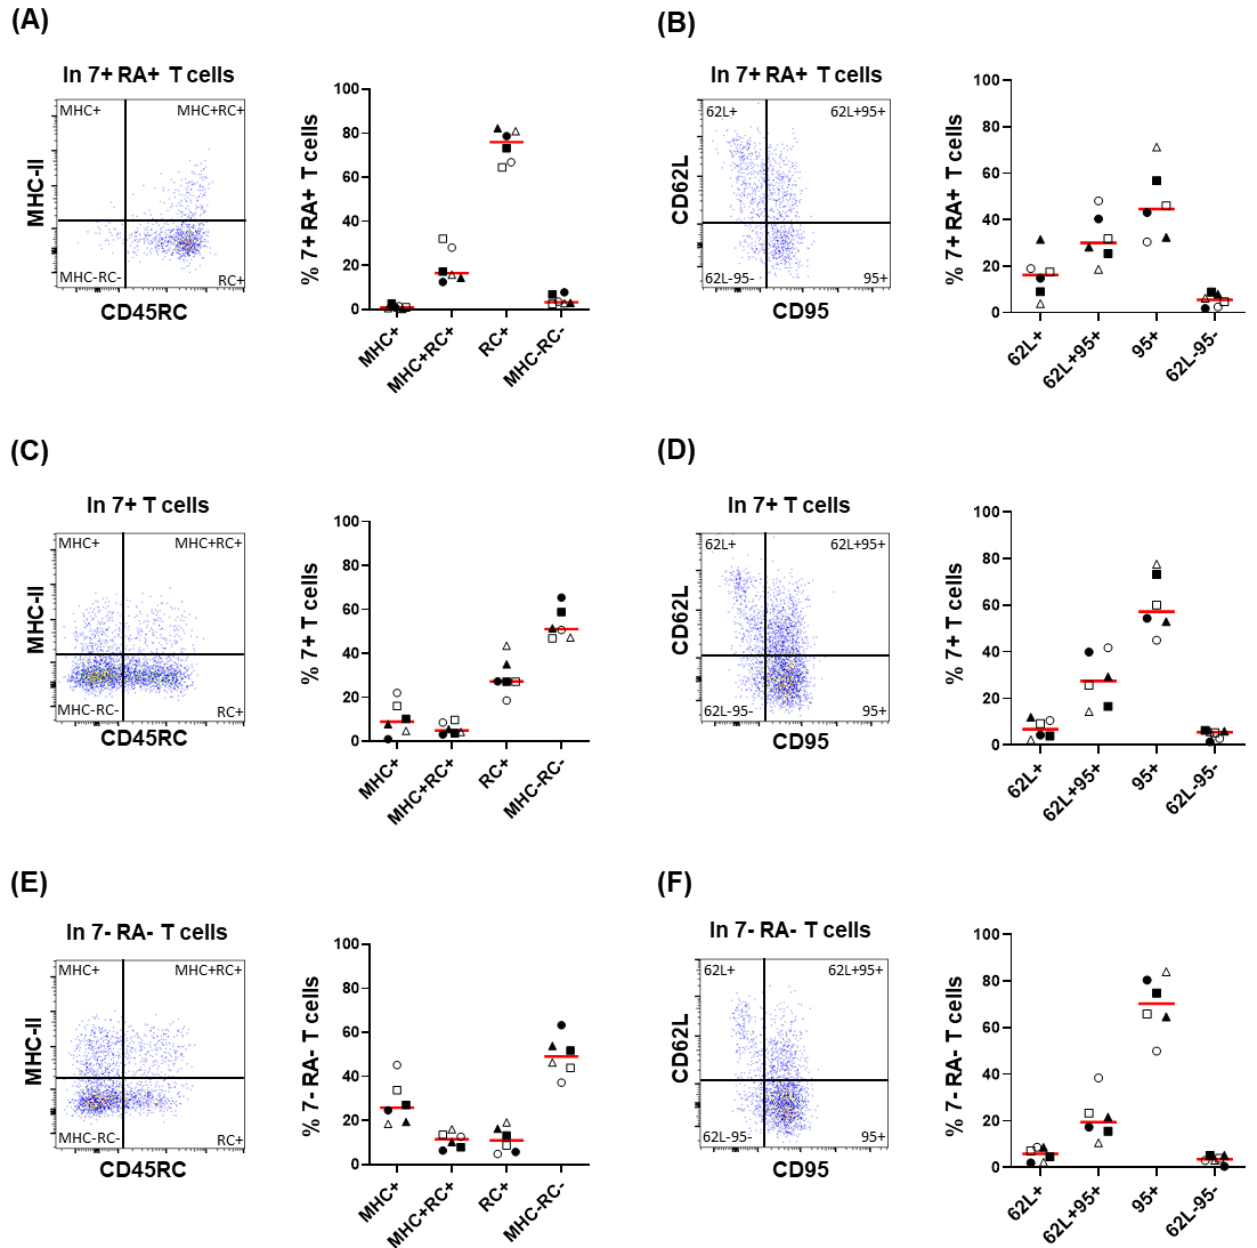 (A)
In 7+ RA+ T cells
MHC+
MHC+RC+
MHC-RC-
RC+
MHC-II
CD45RC
% 7+ RA+ T cells
100
80
60
40
20
0
MHC+
MHC+RC+
RC+
MHC-RC-
(B)
In 7+ RA+ T cells
62L+
62L+95+
62L-95-
95+
CD62L
CD95
% 7+ RA+ T cells
100
80
60
40
20
0
62L+
62L+95+
95+
62L-95-
(C)
In 7+ T cells
MHC+
MHC+RC+
MHC-RC-
RC+
MHC-II
CD45RC
% 7+ T cells
100
80
60
40
20
0
MHC+
MHC+RC+
RC+
MHC-RC-
(D)
In 7+ T cells
62L+
62L+95+
62L-95-
95+
CD62L
CD95
% 7+ T cells
100
80
60
40
20
0
62L+
62L+95+
95+
62L-95-
(E)
In 7- RA- T cells
MHC+
MHC+RC+
MHC-RC-
RC+
MHC-II
CD45RC
% 7- RA- T cells
100
80
60
40
20
0
MHC+
MHC+RC+
RC+
MHC-RC-
(F)
In 7- RA- T cells
62L+
62L+95+
62L-95-
95+
CD62L
CD95
% 7- RA- T cells
100
80
60
40
20
0
62L+
62L+95+
95+
62L-95-